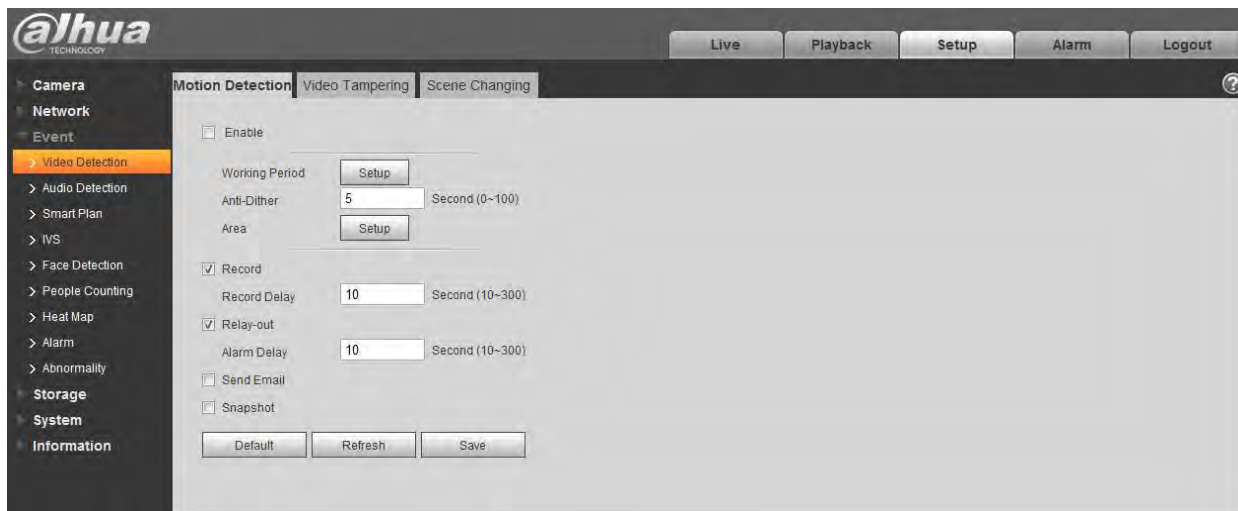 alhua
TECHNOLOGY
Live Playback Setup Alarm Logout
Camera
Network
Event
Video Detection
Audio Detection
Smart Plan
IVS
Face Detection
People Counting
Heat Map
Alarm
Abnormality
Storage
System
Information
Motion Detection Video Tampering Scene Changing
?
Enable
Working Period Setup
Anti-Dither 5 Second (0~100)
Area Setup
Record
Record Delay 10 Second (10~300)
Relay-out
Alarm Delay 10 Second (10~300)
Send Email
Snapshot
Default Refresh Save